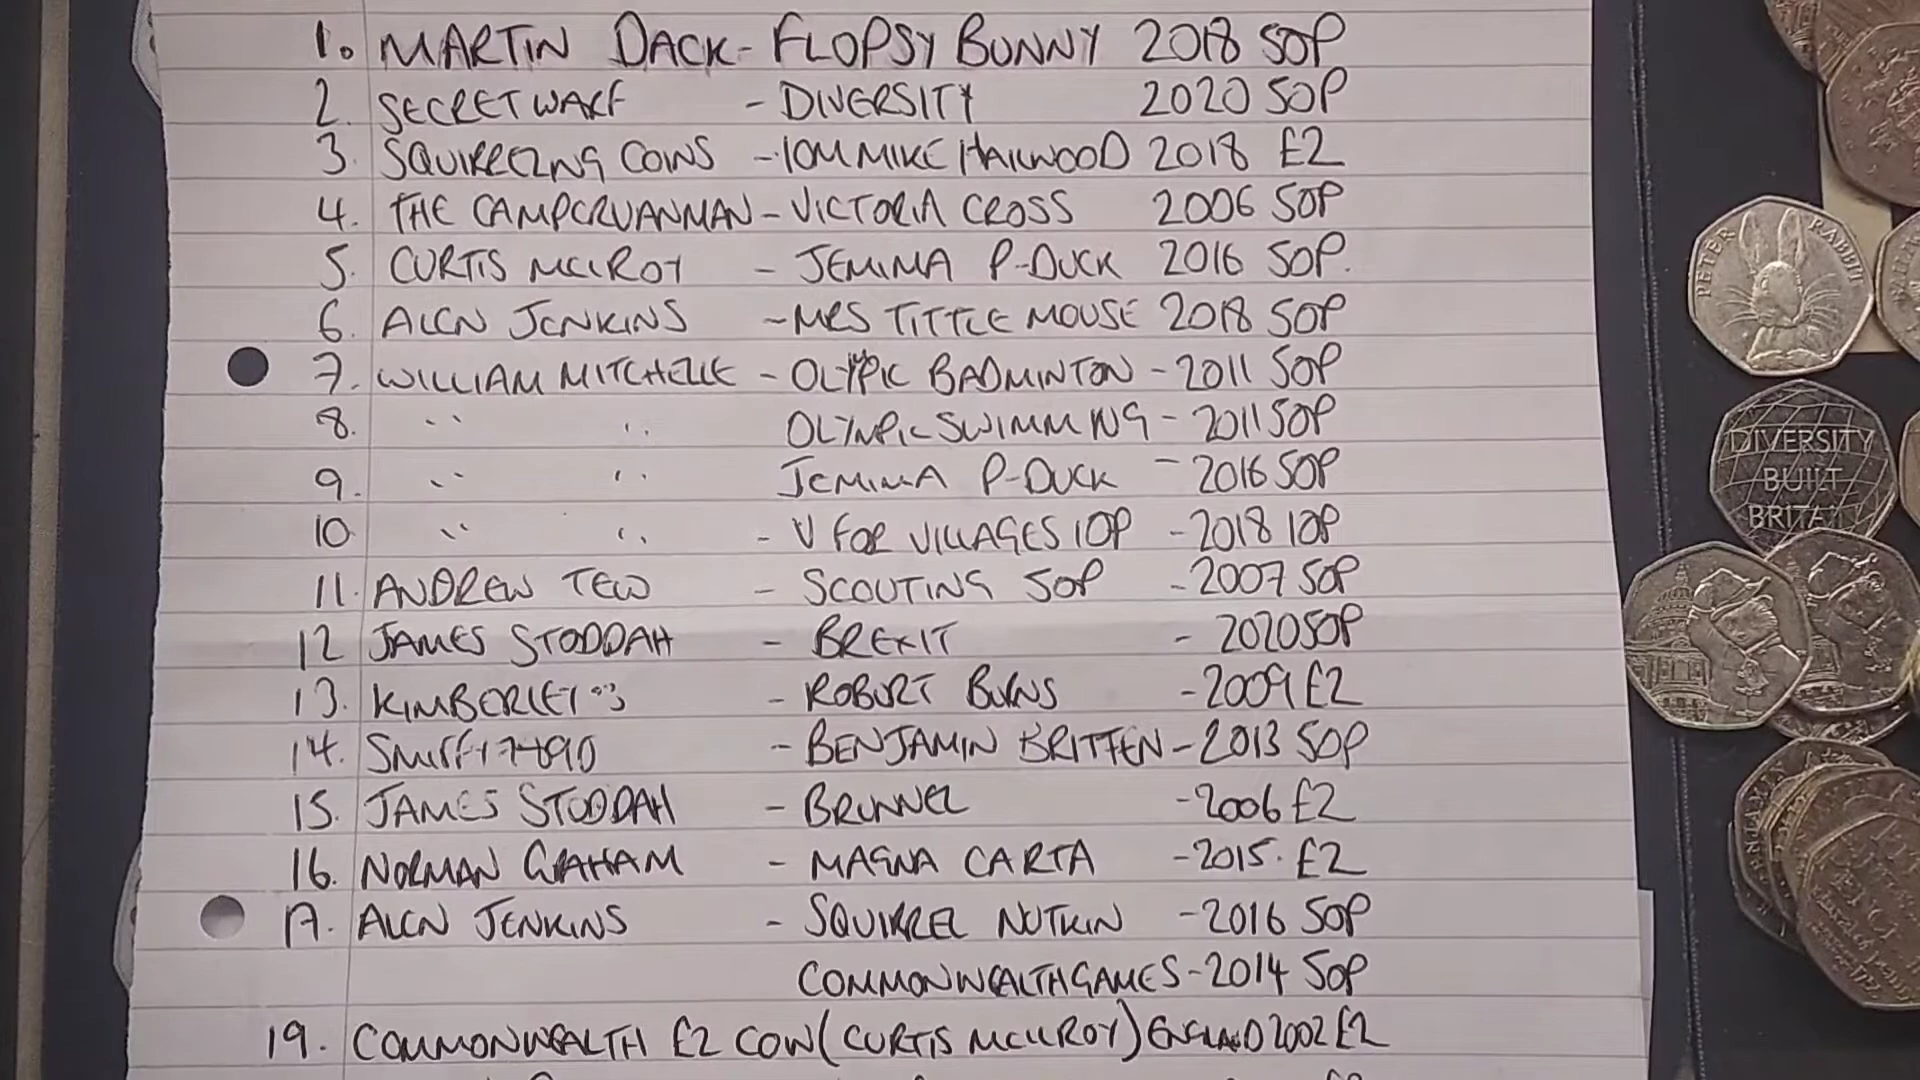 1. MARTIN DACK - FLOPSY BUNNY 2018 50P
2. SECRETWAKF - DIVERSITY 2020 50P
3. SQUIRRELING COINS - IOM MIKE HAILWOOD 2018 £2
4. THE CAMPERVANMAN - VICTORIA CROSS 2006 50P
5. CURTIS MCILROY - JEMIMA P-DUCK 2016 50P.
6. ALAN JENKINS - MRS TITTLE MOUSE 2018 50P
7. WILLIAM MITCHELL - OLYPIC BADMINTON - 2011 50P
8. " " OLYMPIC SWIMMING - 2011 50P
9. " " JEMIMA P-DUCK - 2016 50P
10 " " - V FOR VILLAGES 10P - 2018 10P
11. ANDREW TEW - SCOUTING 50P - 2007 50P
12 JAMES STODDAH - BREXIT - 2020 50P
13. KIMBERLEY - ROBERT BURNS - 2009 £2
14. - BENJAMIN BRITTEN - 2013 50P
15. JAMES STODDAH - BRUNNEL - 2006 £2
16. NORMAN GRAHAM - MAGNA CARTA - 2015. £2
17. ALAN JENKINS - SQUIRREL NUTKIN - 2016 50P
COMMONWEALTH GAMES - 2014 50P
19. COMMONWEALTH £2 COW (CURTIS MCILROY) ENGLAND 2002 £2
PETER RABBIT
DIVERSITY
BUILT
BRITAIN